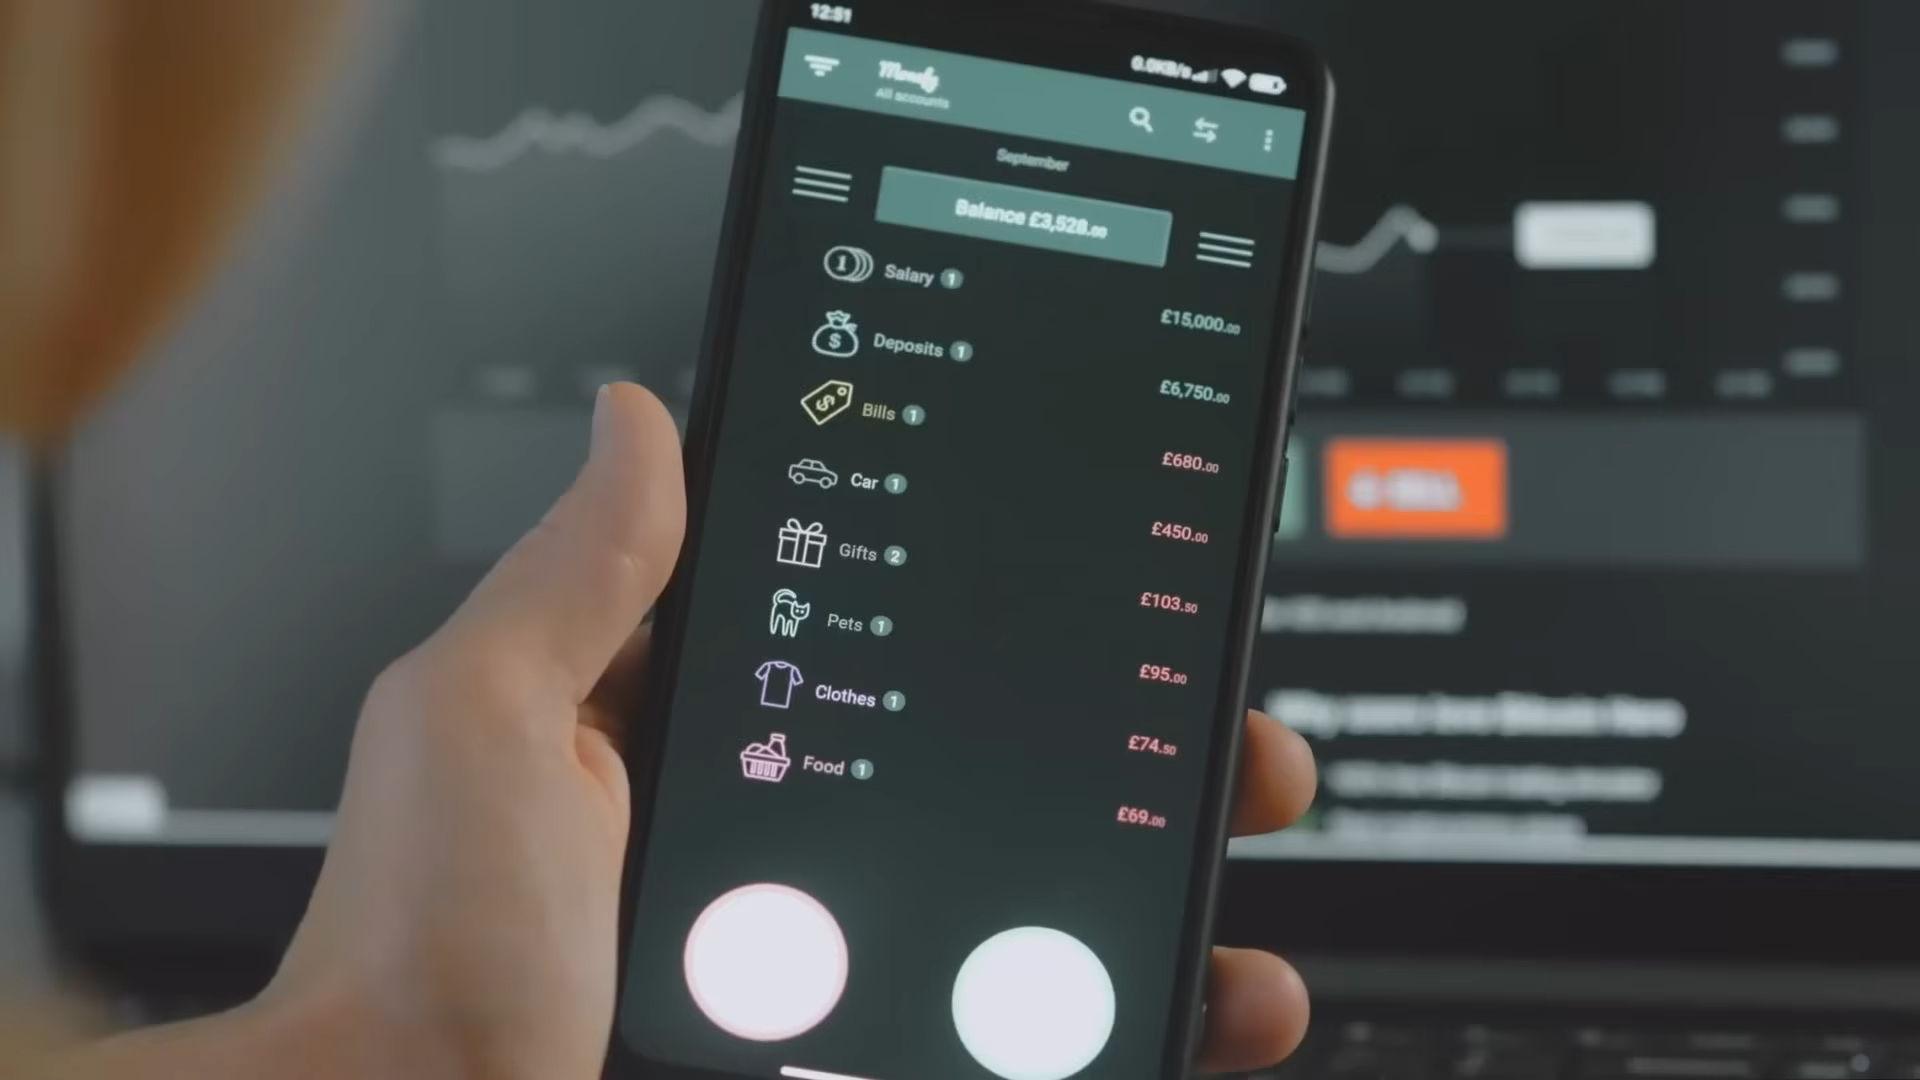 12:51
0.0KB/s
Monefy
All accounts
September
Balance £3,528.00
Salary 1
£15,000.00
Deposits 1
£6,750.00
Bills 1
£680.00
Car 1
£450.00
Gifts 2
£103.50
Pets 1
£95.00
Clothes 1
£74.50
Food 1
£69.00